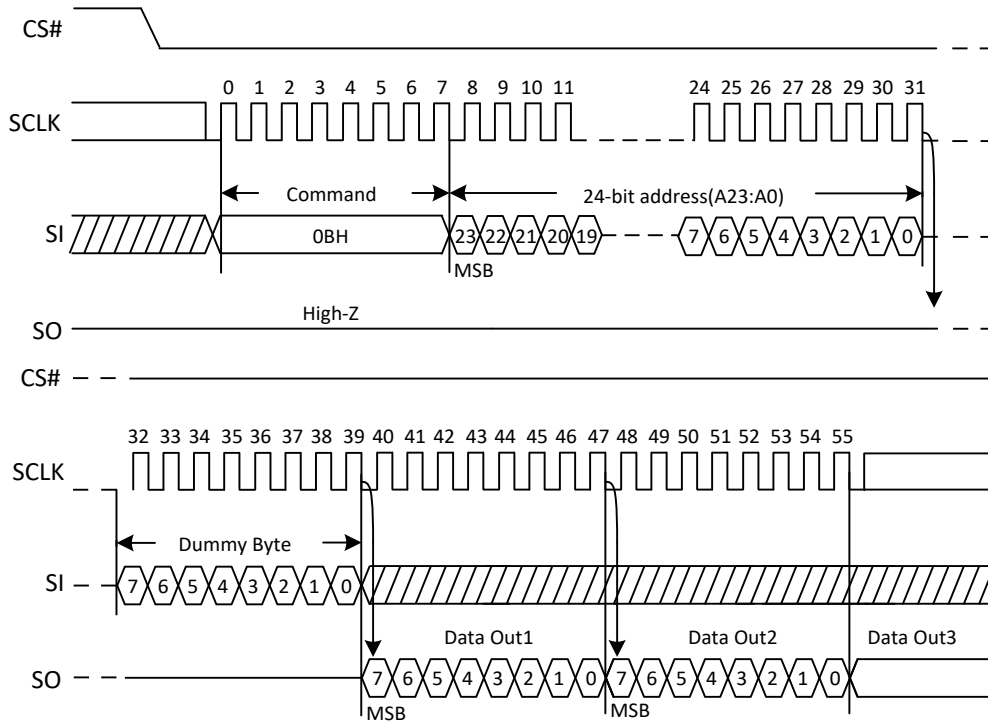 CS#
0 1 2 3 4 5 6 7 8 9 10 11 24 25 26 27 28 29 30 31
SCLK
Command 24-bit address(A23:A0)
SI 0BH 23 22 21 20 19 7 6 5 4 3 2 1 0
MSB
High-Z
SO
CS#
32 33 34 35 36 37 38 39 40 41 42 43 44 45 46 47 48 49 50 51 52 53 54 55
SCLK
Dummy Byte
SI 7 6 5 4 3 2 1 0
Data Out1 Data Out2 Data Out3
SO 7 6 5 4 3 2 1 0 7 6 5 4 3 2 1 0
MSB MSB